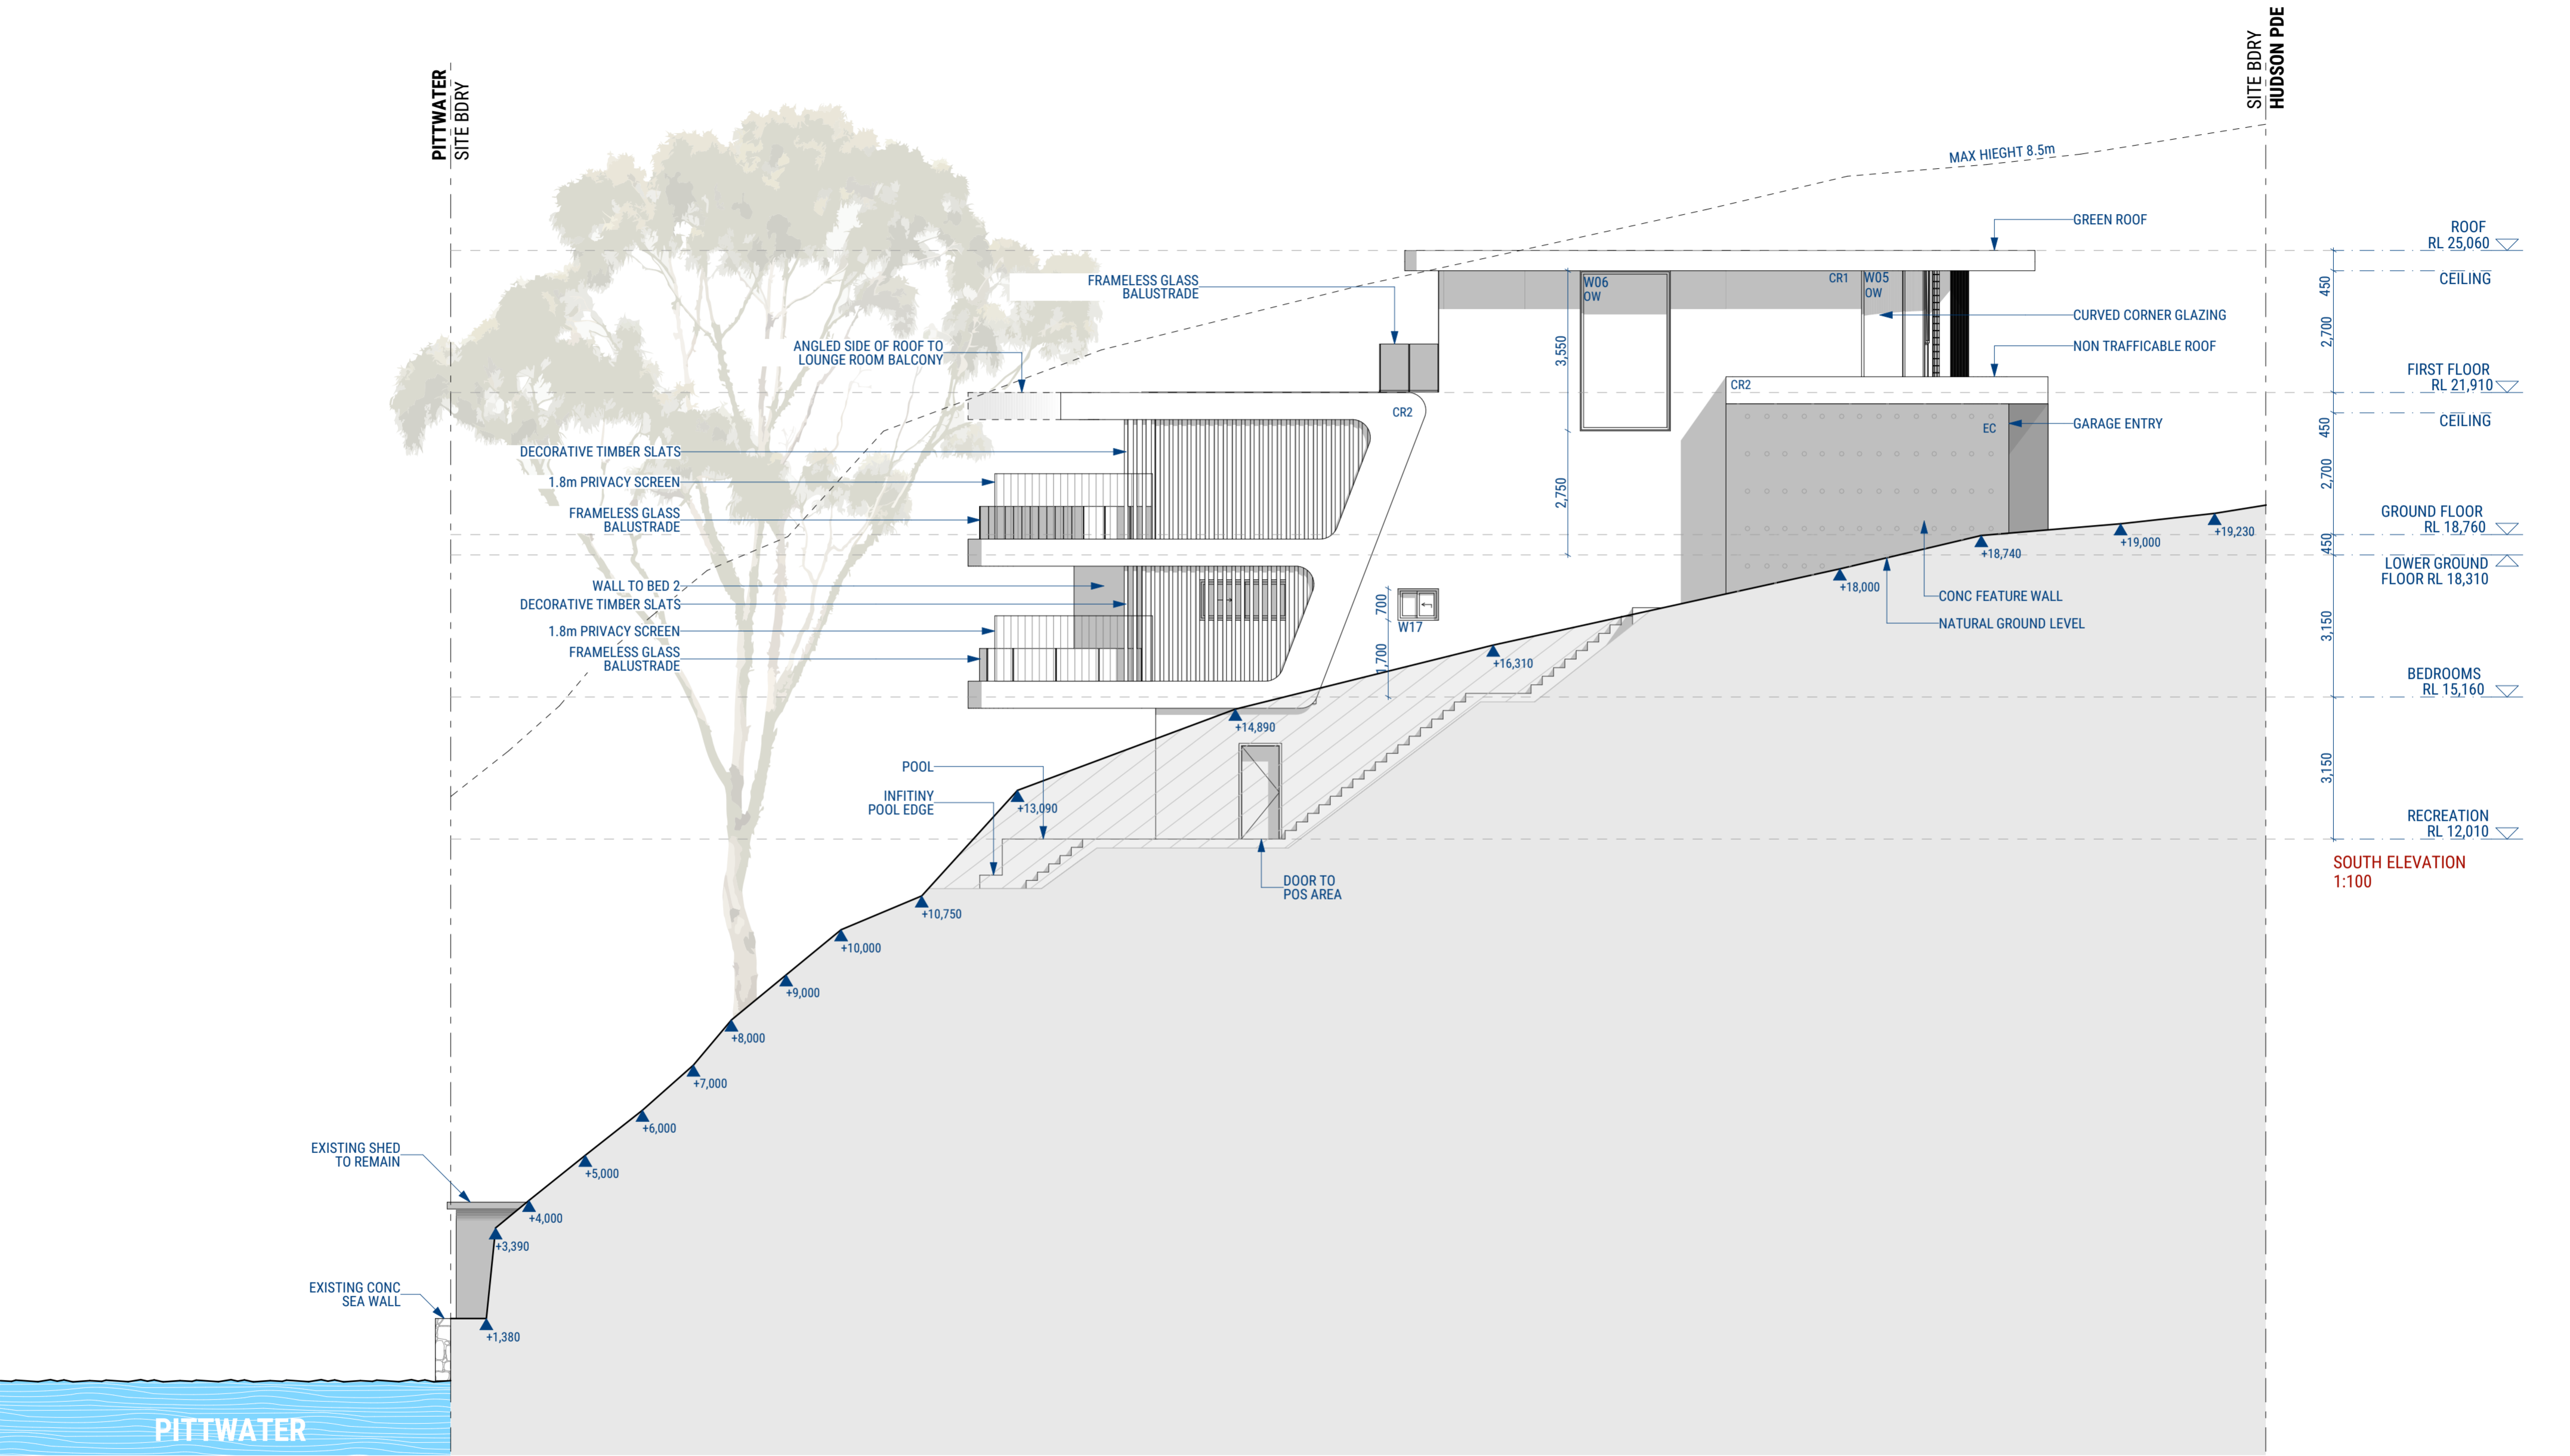 PITTWATER
SITE BDRY
SITE BDRY
HUDSON PDE
MAX HIEGHT 8.5m
GREEN ROOF
ROOF
RL 25,060
CEILING
450
FRAMELESS GLASS
BALUSTRADE
W06
OW
CR1
W05
OW
CURVED CORNER GLAZING
2,700
ANGLED SIDE OF ROOF TO
LOUNGE ROOM BALCONY
3,550
NON TRAFFICABLE ROOF
FIRST FLOOR
RL 21,910
CR2
CR2
CEILING
450
EC
GARAGE ENTRY
DECORATIVE TIMBER SLATS
1.8m PRIVACY SCREEN
2,750
2,700
FRAMELESS GLASS
BALUSTRADE
GROUND FLOOR
RL 18,760
+19,230
+19,000
+18,740
450
LOWER GROUND
FLOOR RL 18,310
WALL TO BED 2
DECORATIVE TIMBER SLATS
+18,000
CONC FEATURE WALL
700
W17
NATURAL GROUND LEVEL
3,150
1.8m PRIVACY SCREEN
FRAMELESS GLASS
BALUSTRADE
1,700
+16,310
BEDROOMS
RL 15,160
+14,890
POOL
3,150
INFITINY
POOL EDGE
+13,090
RECREATION
RL 12,010
SOUTH ELEVATION
1:100
DOOR TO
POS AREA
+10,750
+10,000
+9,000
+8,000
+7,000
+6,000
EXISTING SHED
TO REMAIN
+5,000
+4,000
+3,390
EXISTING CONC
SEA WALL
+1,380
PITTWATER